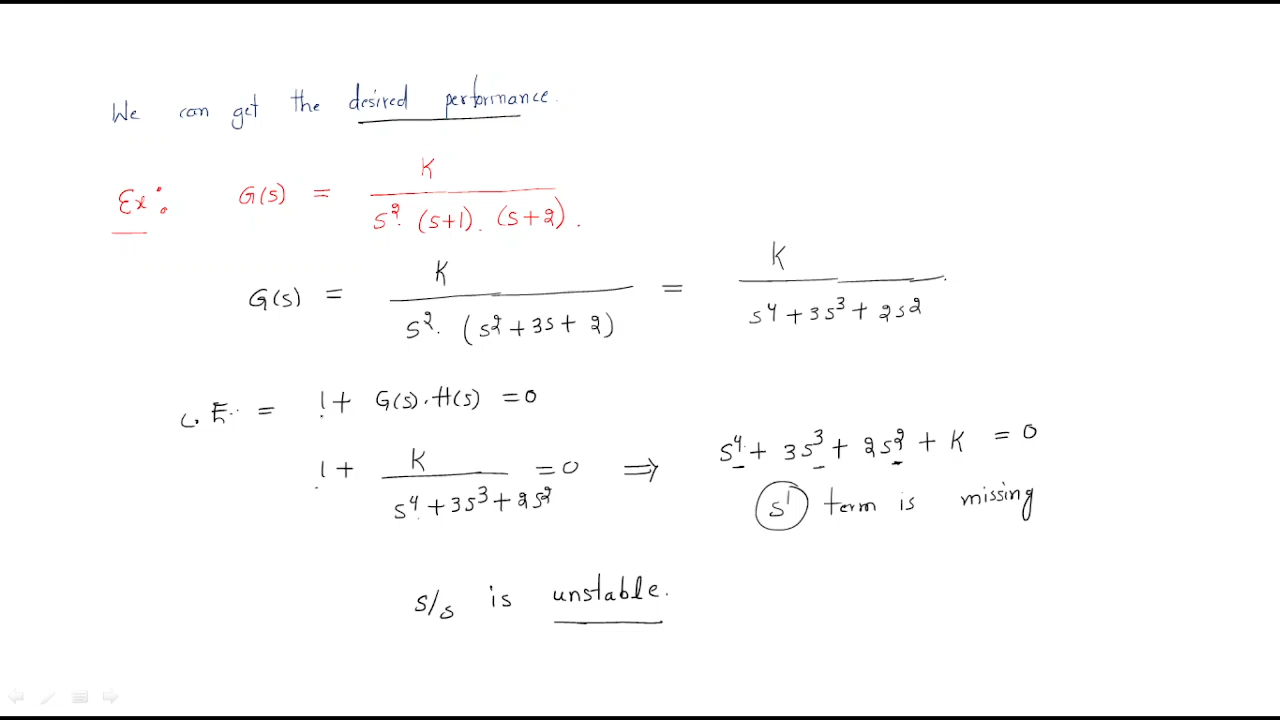 We can get the desired performance.
Ex: G(s) = K / s². (s+1). (s+2).
G(s) = K / s². (s²+3s+2) = K / s⁴+3s³+2s²
C.E. = 1+ G(s).H(s) = 0
1+ K / s⁴+3s³+2s² = 0 ⇒ s⁴+3s³+2s²+K = 0
s¹ term is missing
s/s is unstable.